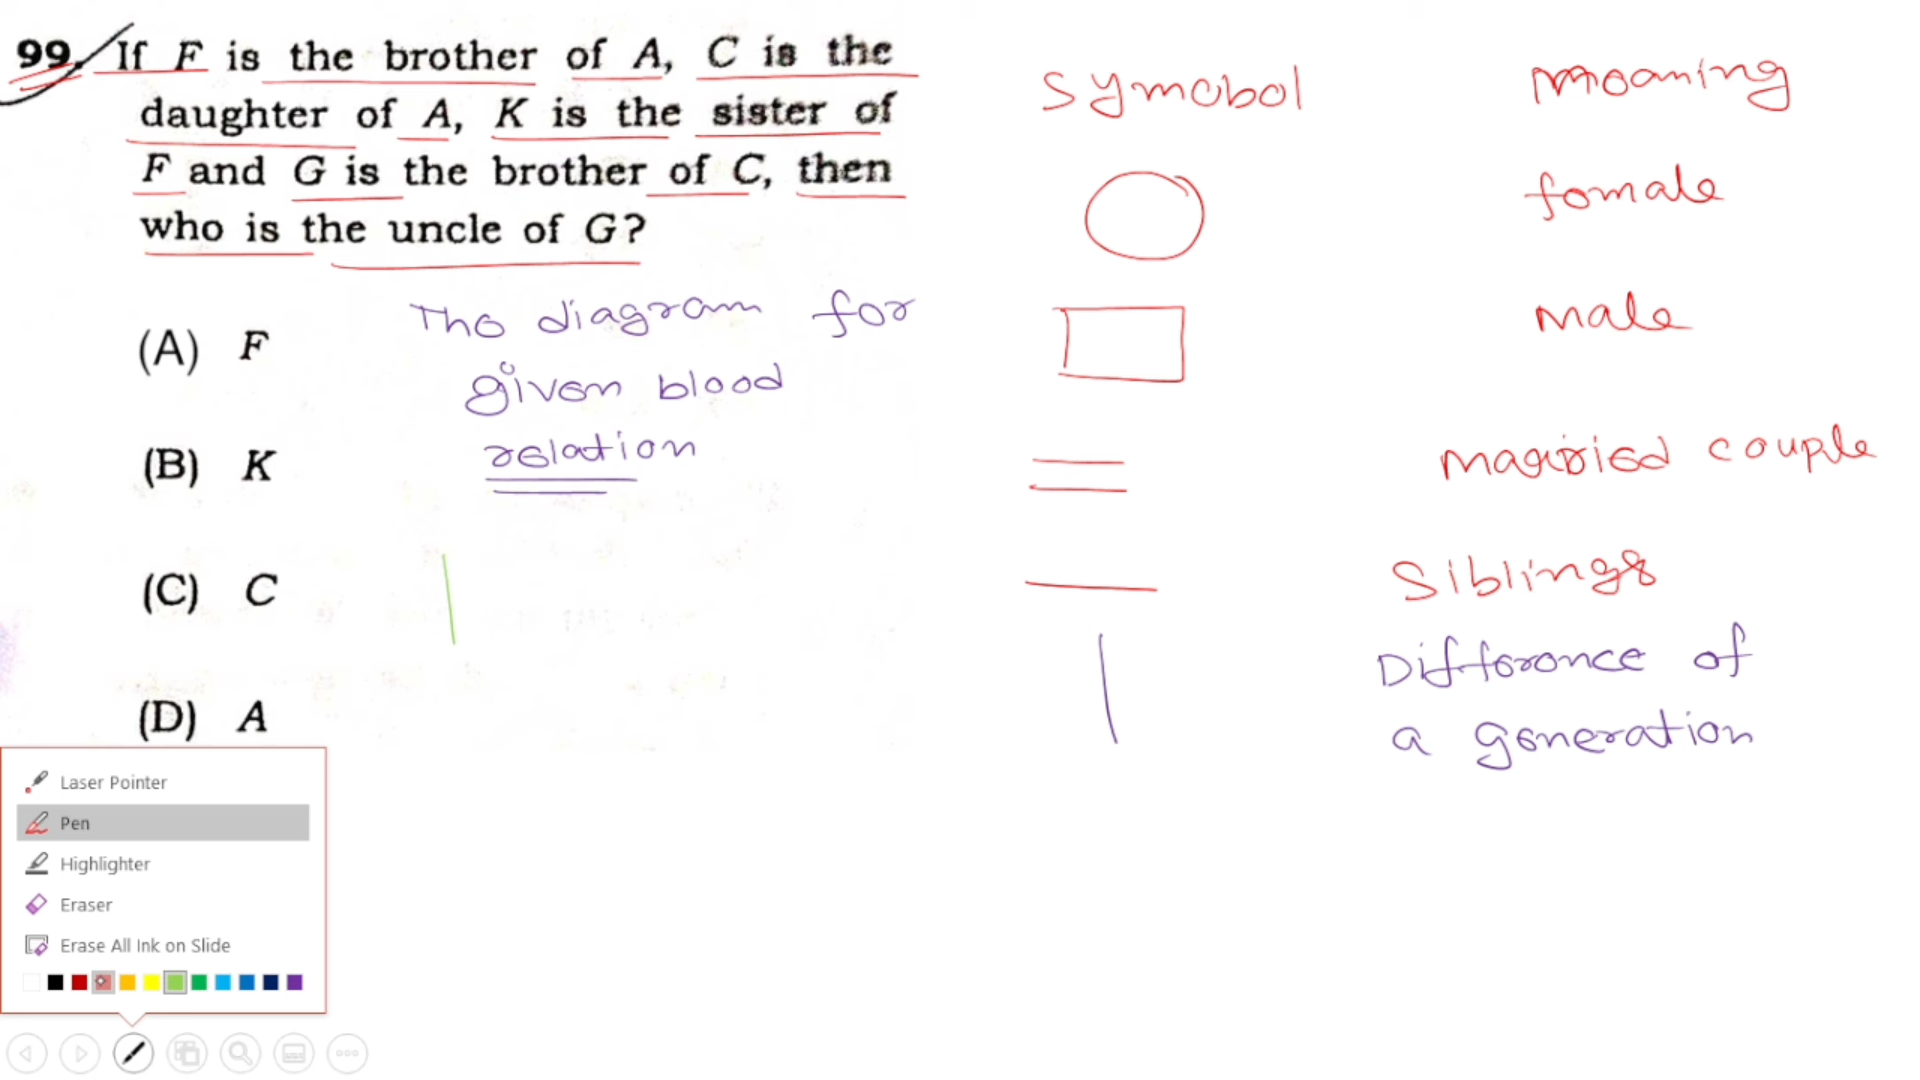 99. If F is the brother of A, C is the
daughter of A, K is the sister of
F and G is the brother of C, then
who is the uncle of G?
(A) F
(B) K
(C) C
(D) A
The diagram for
given blood
relation
Symobol
Meaning
female
male
married couple
Siblings
Difference of
a generation
Laser Pointer
Pen
Highlighter
Eraser
Erase All Ink on Slide